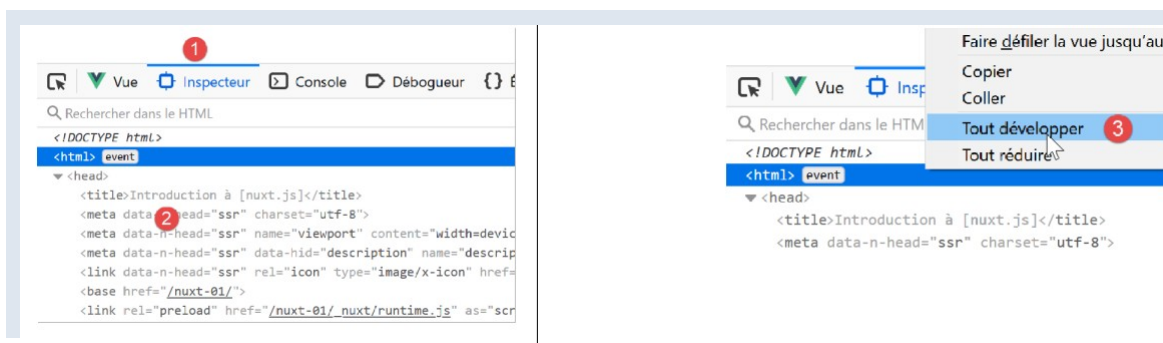 1
Vue Inspecteur Console Débogueur {}
Rechercher dans le HTML
<!DOCTYPE html>
<html> event
<head>
<title>Introduction à [nuxt.js]</title>
<meta data-n-head="ssr" charset="utf-8">
2
<meta data-n-head="ssr" name="viewport" content="width=devic
<meta data-n-head="ssr" data-hid="description" name="descrip
<link data-n-head="ssr" rel="icon" type="image/x-icon" href=
<base href="/nuxt-01/">
<link rel="preload" href="/nuxt-01/_nuxt/runtime.js" as="scr
Faire défiler la vue jusqu'au
Copier
Coller
Tout développer 3
Tout réduire
Vue Insp
Rechercher dans le HTM
<!DOCTYPE html>
<html> event
<head>
<title>Introduction à [nuxt.js]</title>
<meta data-n-head="ssr" charset="utf-8">